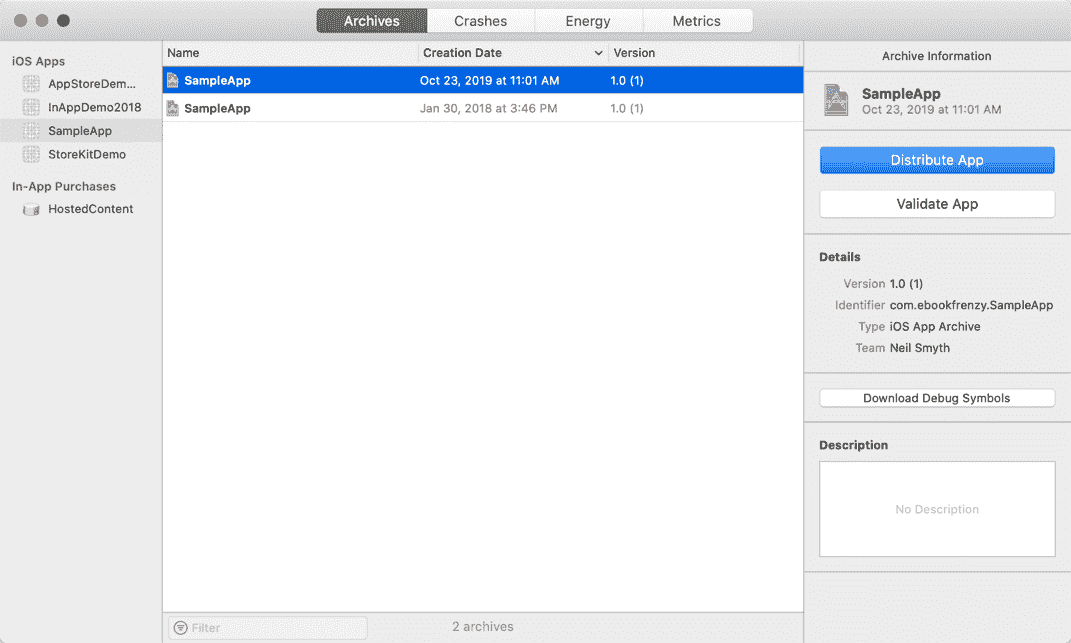 Archives Crashes Energy Metrics
iOS Apps
AppStoreDem...
InAppDemo2018
SampleApp
StoreKitDemo
In-App Purchases
HostedContent
Name Creation Date Version
SampleApp Oct 23, 2019 at 11:01 AM 1.0 (1)
SampleApp Jan 30, 2018 at 3:46 PM 1.0 (1)
Filter 2 archives
Archive Information
SampleApp
Oct 23, 2019 at 11:01 AM
Distribute App
Validate App
Details
Version 1.0 (1)
Identifier com.ebookfrenzy.SampleApp
Type iOS App Archive
Team Neil Smyth
Download Debug Symbols
Description
No Description